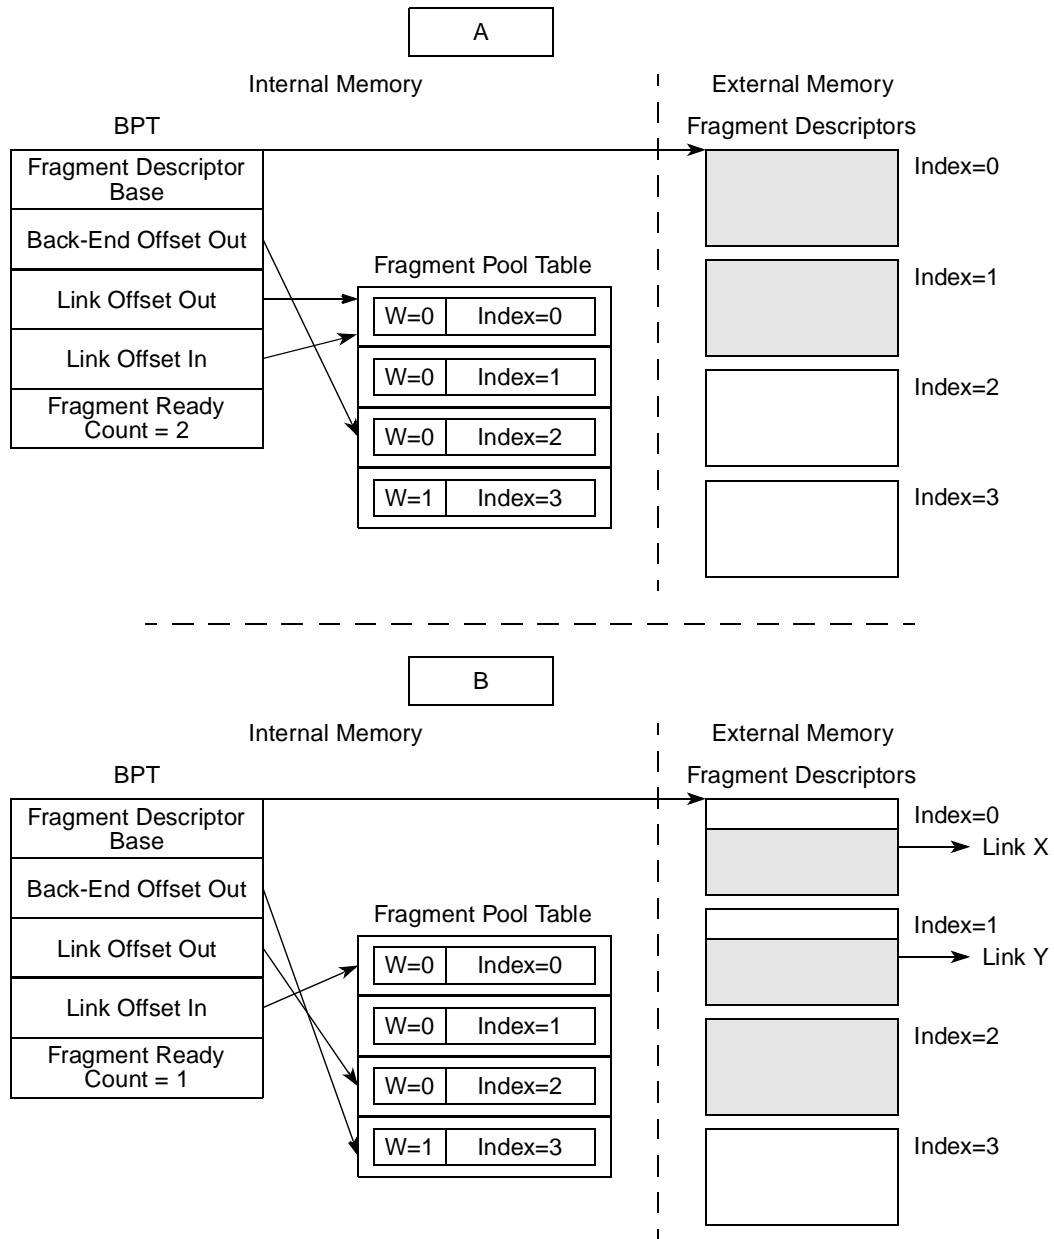 A
Internal Memory
External Memory
BPT
Fragment Descriptors
Fragment Descriptor
Base
Index=0
Back-End Offset Out
Fragment Pool Table
Index=1
Link Offset Out
W=0 Index=0
Link Offset In
W=0 Index=1
Index=2
Fragment Ready
Count = 2
W=0 Index=2
W=1 Index=3
Index=3
B
Internal Memory
External Memory
BPT
Fragment Descriptors
Fragment Descriptor
Base
Index=0
Link X
Back-End Offset Out
Fragment Pool Table
Index=1
Link Offset Out
Link Y
W=0 Index=0
Link Offset In
W=0 Index=1
Index=2
Fragment Ready
Count = 1
W=0 Index=2
W=1 Index=3
Index=3